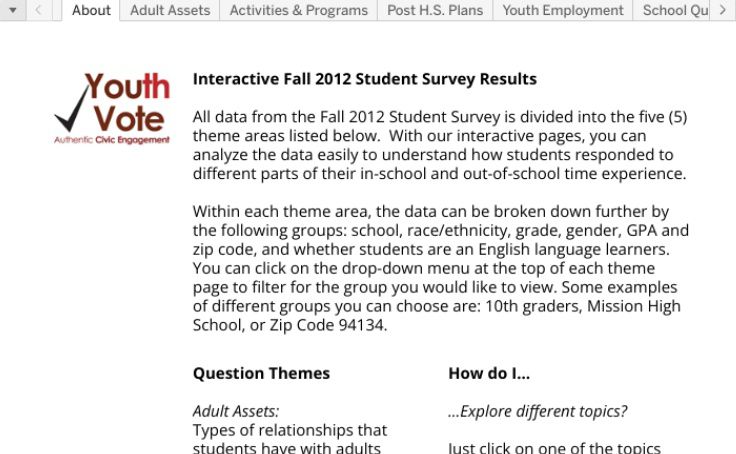 About Adult Assets Activities & Programs Post H.S. Plans Youth Employment School Qu
Youth
Vote
Authentic Civic Engagement
Interactive Fall 2012 Student Survey Results
All data from the Fall 2012 Student Survey is divided into the five (5)
theme areas listed below.  With our interactive pages, you can
analyze the data easily to understand how students responded to
different parts of their in-school and out-of-school time experience.
Within each theme area, the data can be broken down further by
the following groups: school, race/ethnicity, grade, gender, GPA and
zip code, and whether students are an English language learners.
You can click on the drop-down menu at the top of each theme
page to filter for the group you would like to view. Some examples
of different groups you can choose are: 10th graders, Mission High
School, or Zip Code 94134.
Question Themes
Adult Assets:
Types of relationships that
students have with adults
How do I...
...Explore different topics?
Just click on one of the topics